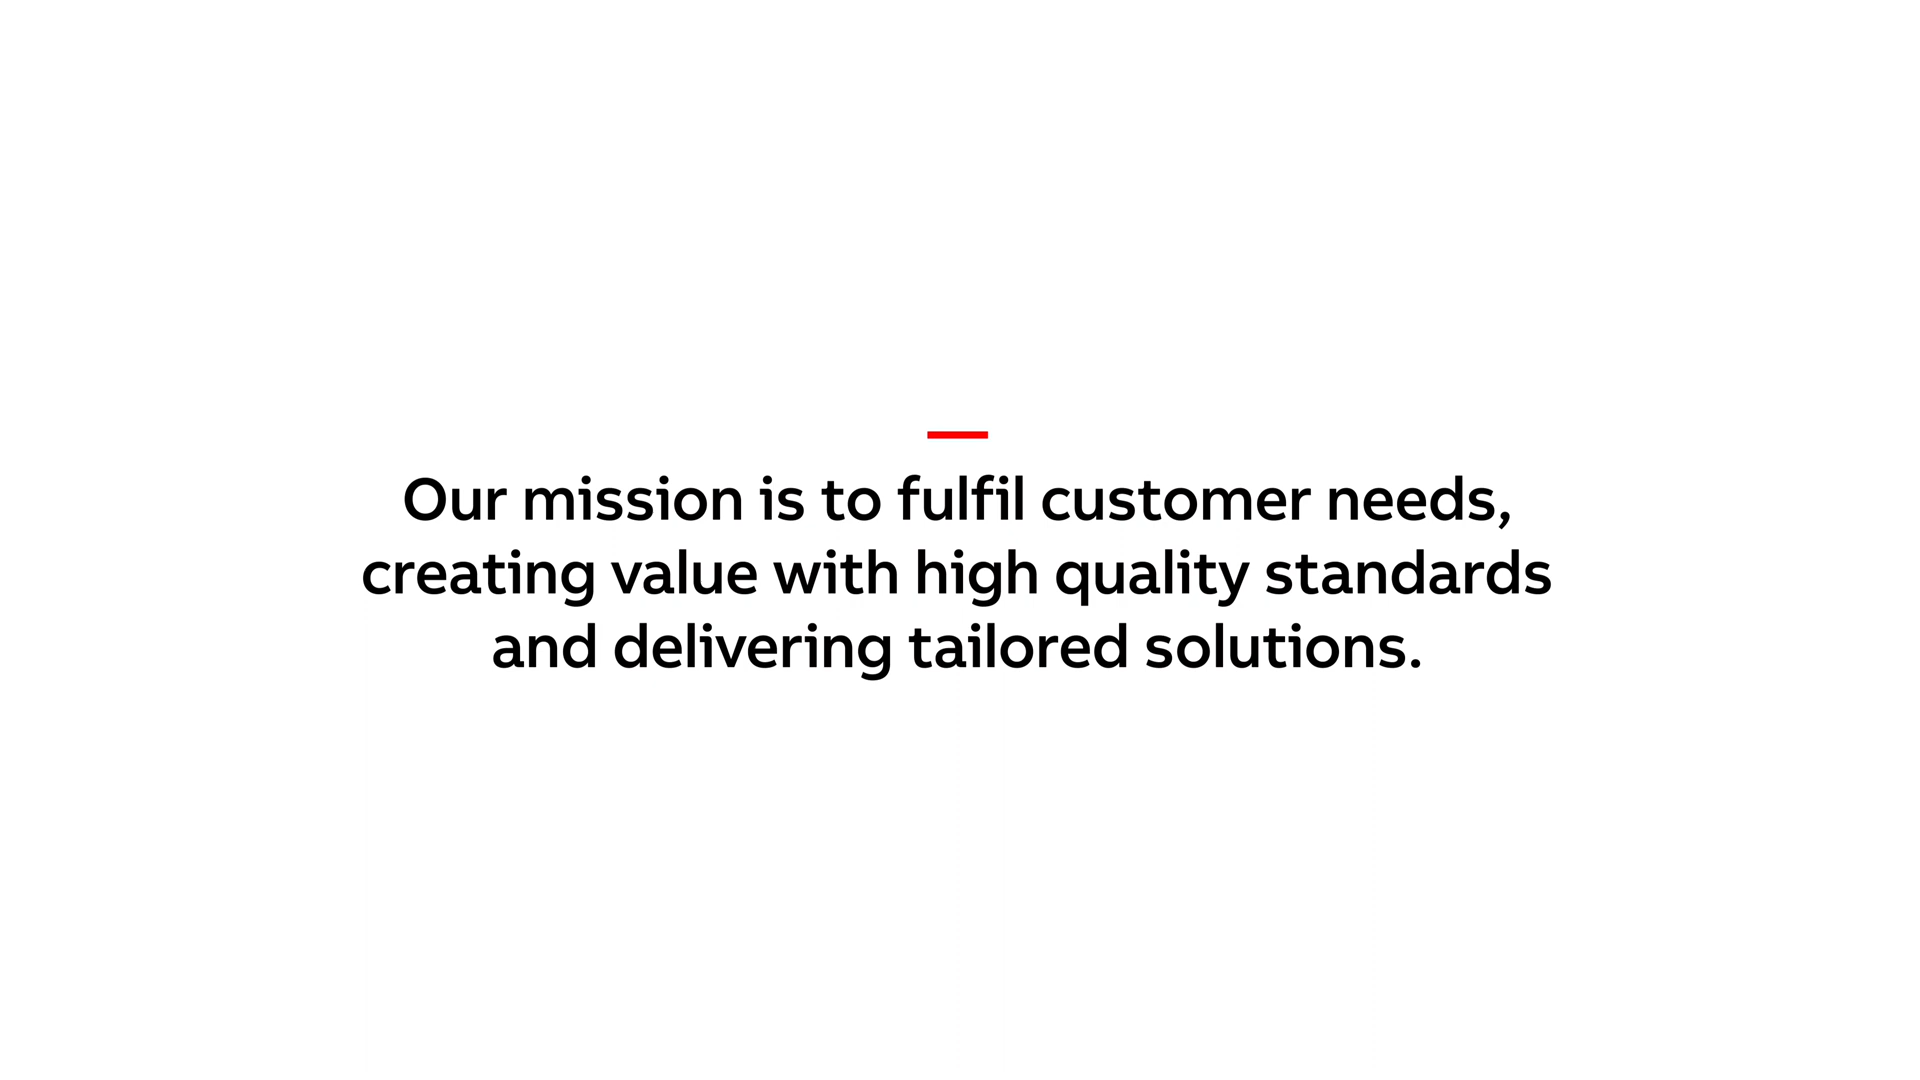 Our mission is to fulfil customer needs,
creating value with high quality standards
and delivering tailored solutions.